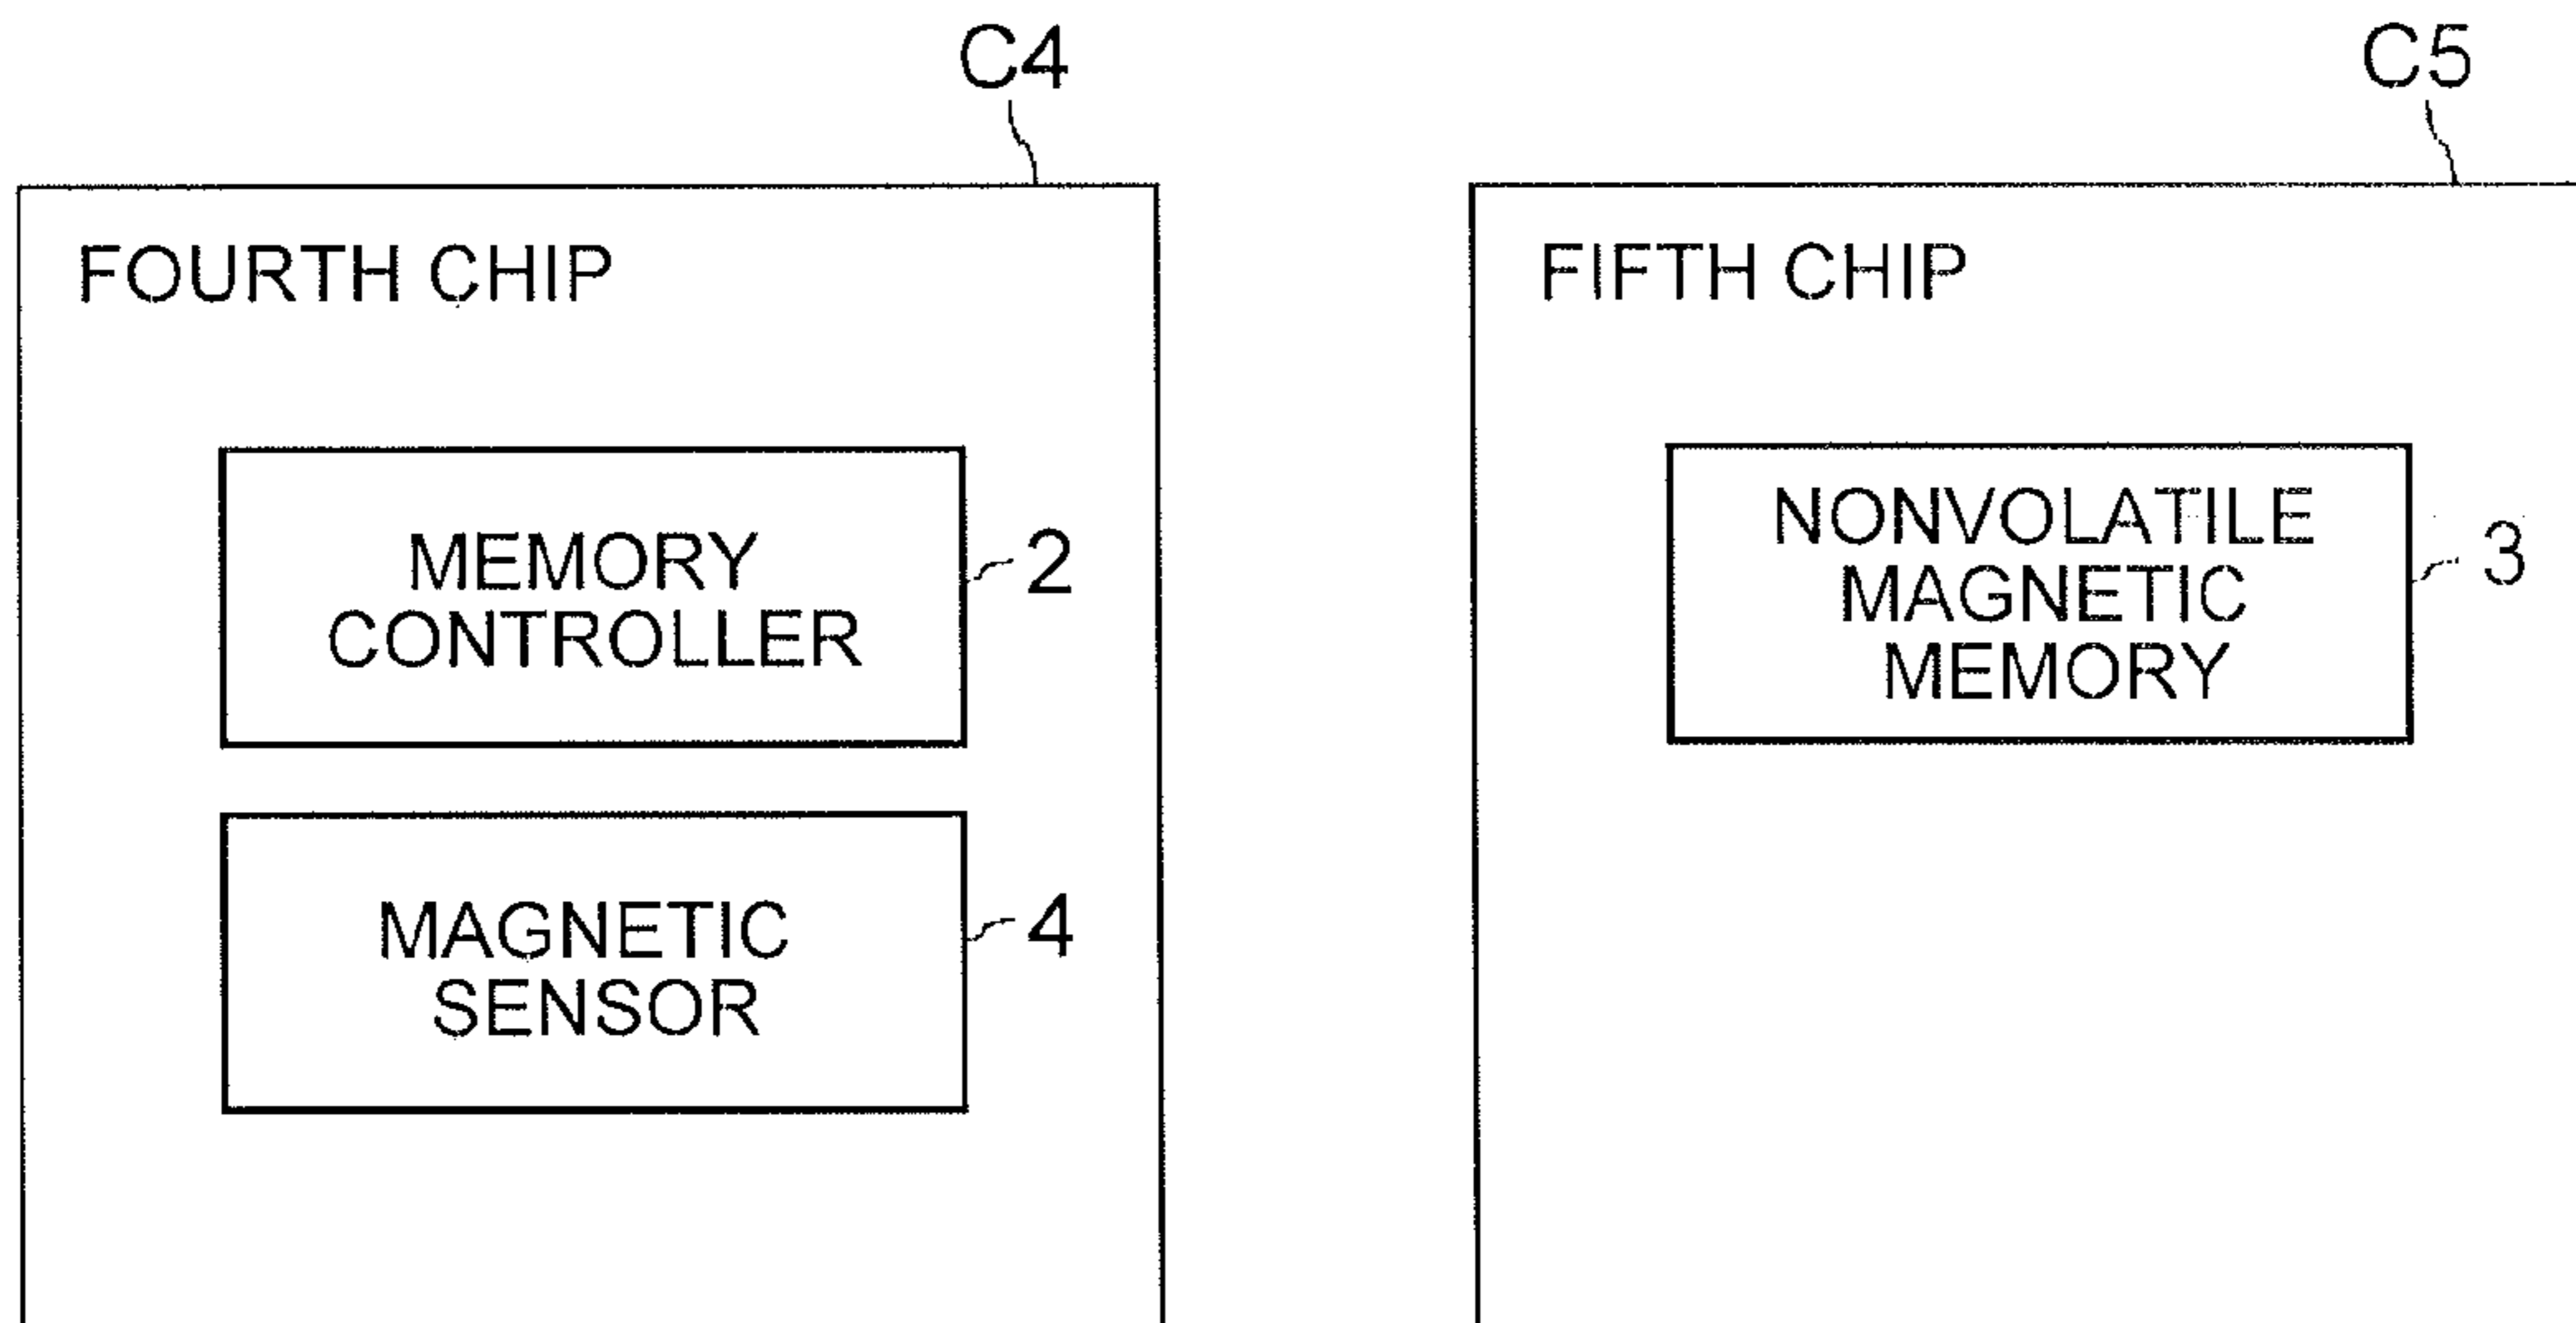 C4
FOURTH CHIP
MEMORY
CONTROLLER
2
MAGNETIC
SENSOR
4
C5
FIFTH CHIP
NONVOLATILE
MAGNETIC
MEMORY
3